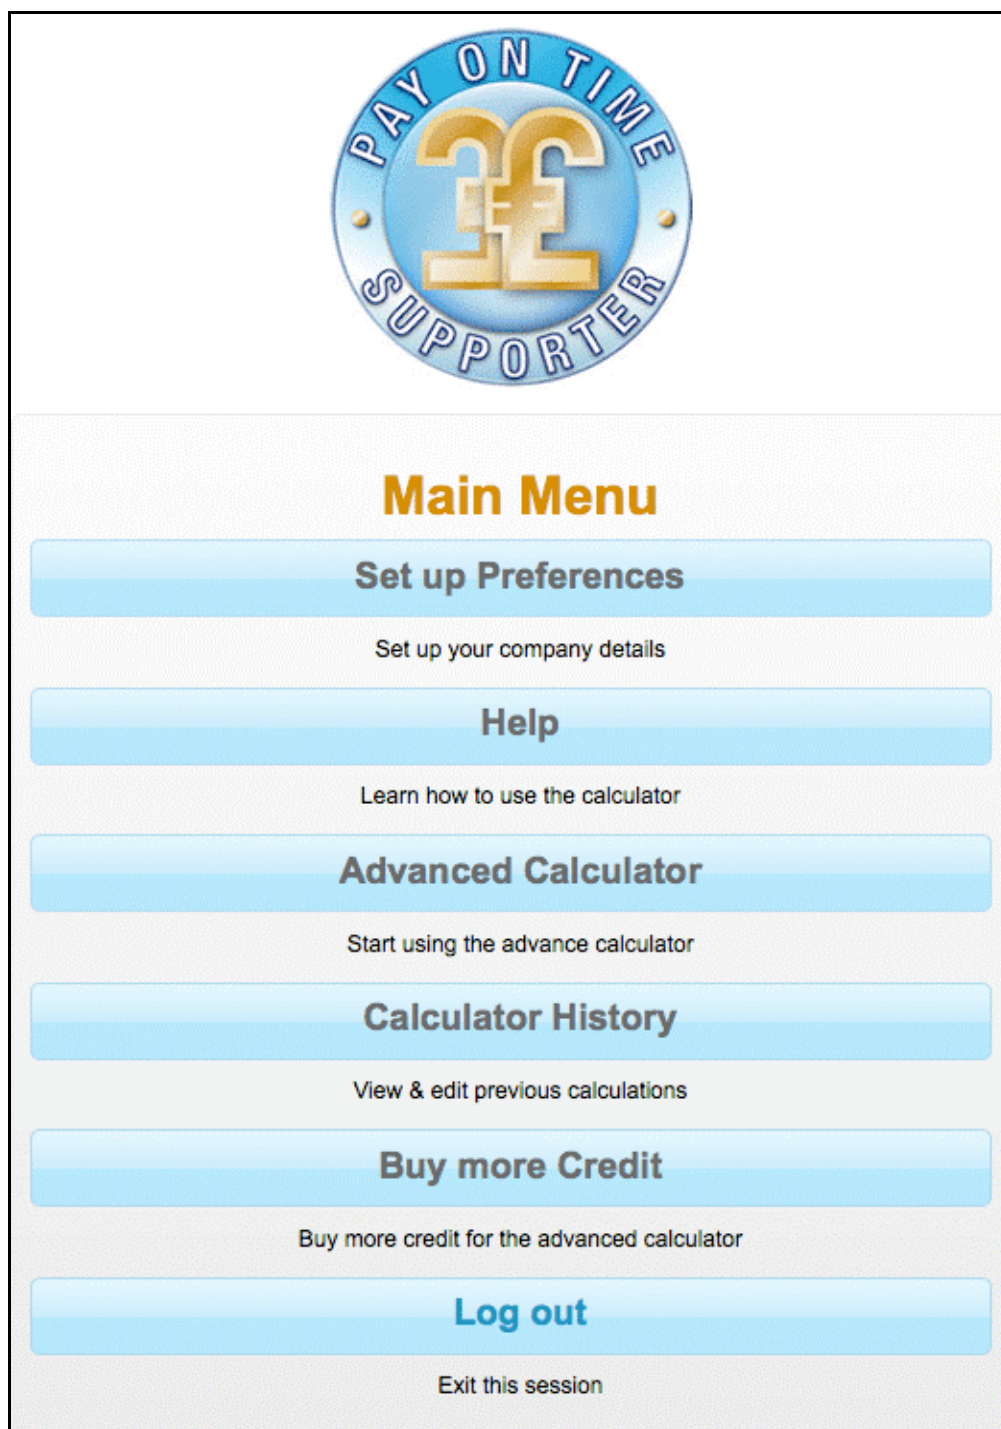 PAY ON TIME
££
SUPPORTER
Main Menu
Set up Preferences
Set up your company details
Help
Learn how to use the calculator
Advanced Calculator
Start using the advance calculator
Calculator History
View & edit previous calculations
Buy more Credit
Buy more credit for the advanced calculator
Log out
Exit this session